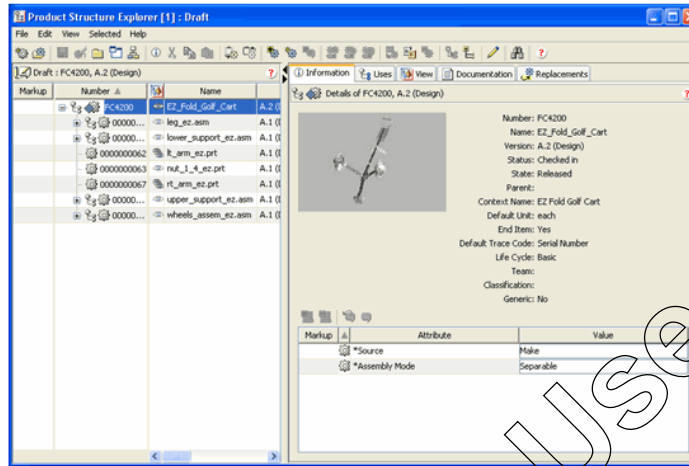 Product Structure Explorer [1] : Draft
File Edit View Selected Help
Draft : FC4200, A.2 (Design)
Markup Number Name
FC4200 EZ_Fold_Golf_Cart A.2 (
00000... leg_ez.asm A.1 (
00000... lower_support_ez.asm A.1 (
0000000062 lt_arm_ez.prt A.1 (
0000000063 nut_1_4_ez.prt A.1 (
0000000067 rt_arm_ez.prt A.1 (
00000... upper_support_ez.asm A.1 (
00000... wheels_assem_ez.asm A.1 (
Information Uses View Documentation Replacements
Details of FC4200, A.2 (Design)
Number: FC4200
Name: EZ_Fold_Golf_Cart
Version: A.2 (Design)
Status: Checked in
State: Released
Parent:
Context Name: EZ Fold Golf Cart
Default Unit: each
End Item: Yes
Default Trace Code: Serial Number
Life Cycle: Basic
Team:
Classification:
Generic: No
Markup Attribute Value
*Source Make
*Assembly Mode Separable
Use